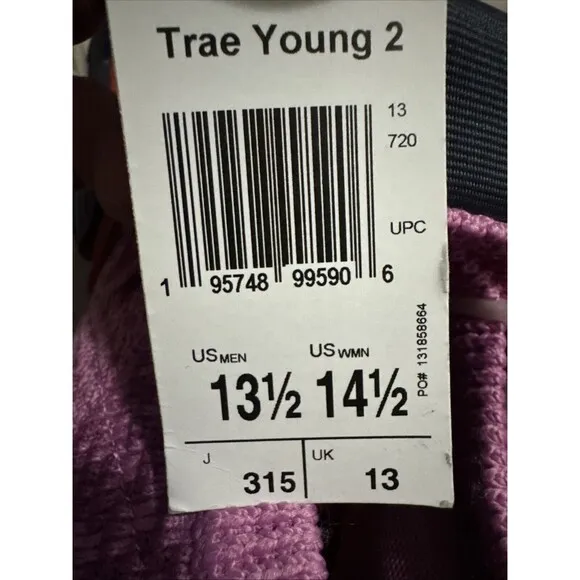 Trae Young 2
13
720
UPC
1 95748 99590 6
PO# 131858664
US MEN US WMN
13½ 14½
J UK
315 13